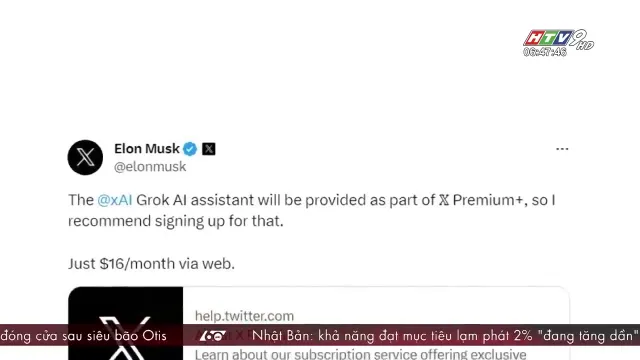 HTV9 HD
06:47:46
Elon Musk
@elonmusk
The @xAI Grok AI assistant will be provided as part of 𝕏 Premium+, so I
recommend signing up for that.
Just $16/month via web.
help.twitter.com
Learn about our subscription service offering exclusive
đóng cửa sau siêu bão Otis
60
Nhật Bản: khả năng đạt mục tiêu lạm phát 2% "đang tăng dần"